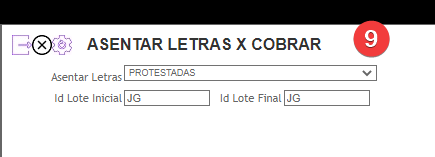 ASENTAR LETRAS X COBRAR 9
Asentar Letras PROTESTADAS
Id Lote Inicial JG Id Lote Final JG